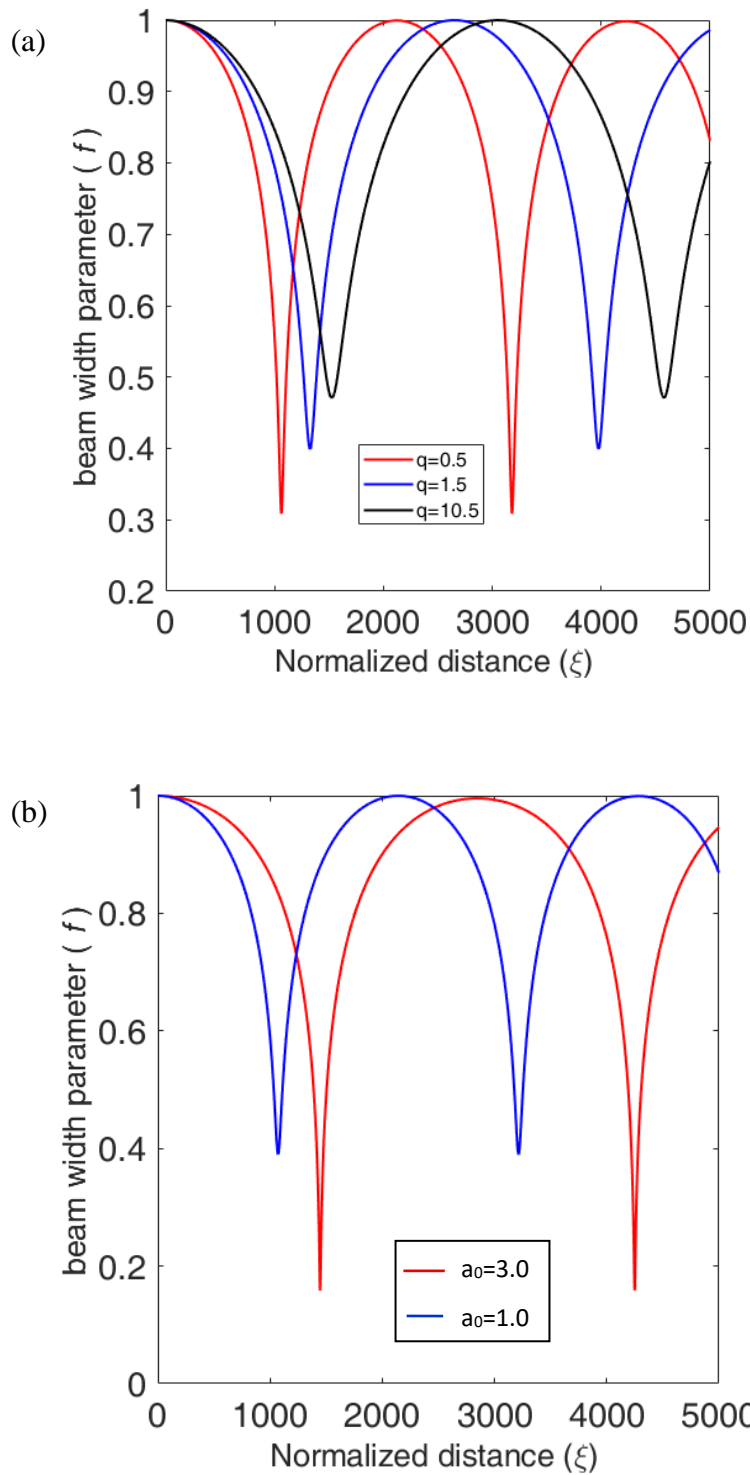 (a)
beam width parameter ( f )
1
0.9
0.8
0.7
0.6
0.5
0.4
0.3
0.2
q=0.5
q=1.5
q=10.5
0 1000 2000 3000 4000 5000
Normalized distance (ξ)
(b)
beam width parameter ( f )
1
0.8
0.6
0.4
0.2
0
a₀=3.0
a₀=1.0
0 1000 2000 3000 4000 5000
Normalized distance (ξ)